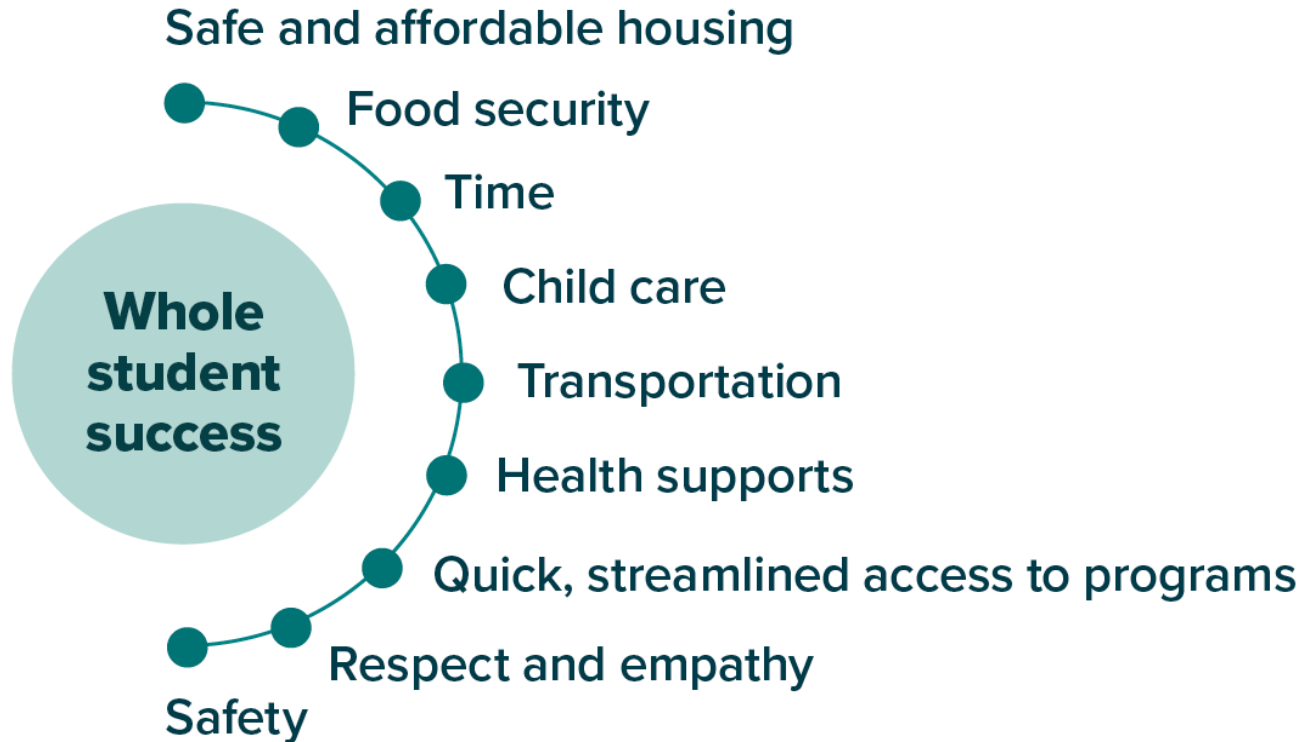 Safe and affordable housing
Food security
Time
Child care
Whole
student
success
Transportation
Health supports
Quick, streamlined access to programs
Respect and empathy
Safety